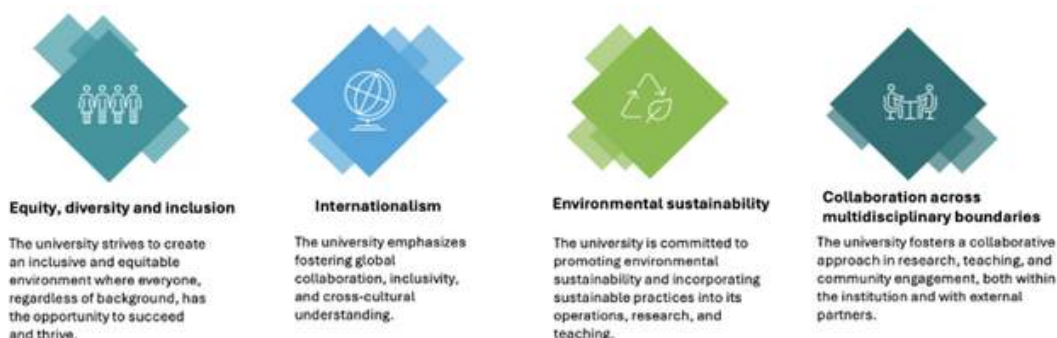 Equity, diversity and inclusion
The university strives to create
an inclusive and equitable
environment where everyone,
regardless of background, has
the opportunity to succeed
and thrive.
Internationalism
The university emphasizes
fostering global
collaboration, inclusivity,
and cross-cultural
understanding.
Environmental sustainability
The university is committed to
promoting environmental
sustainability and incorporating
sustainable practices into its
operations, research, and
teaching.
Collaboration across
multidisciplinary boundaries
The university fosters a collaborative
approach in research, teaching, and
community engagement, both within
the institution and with external
partners.